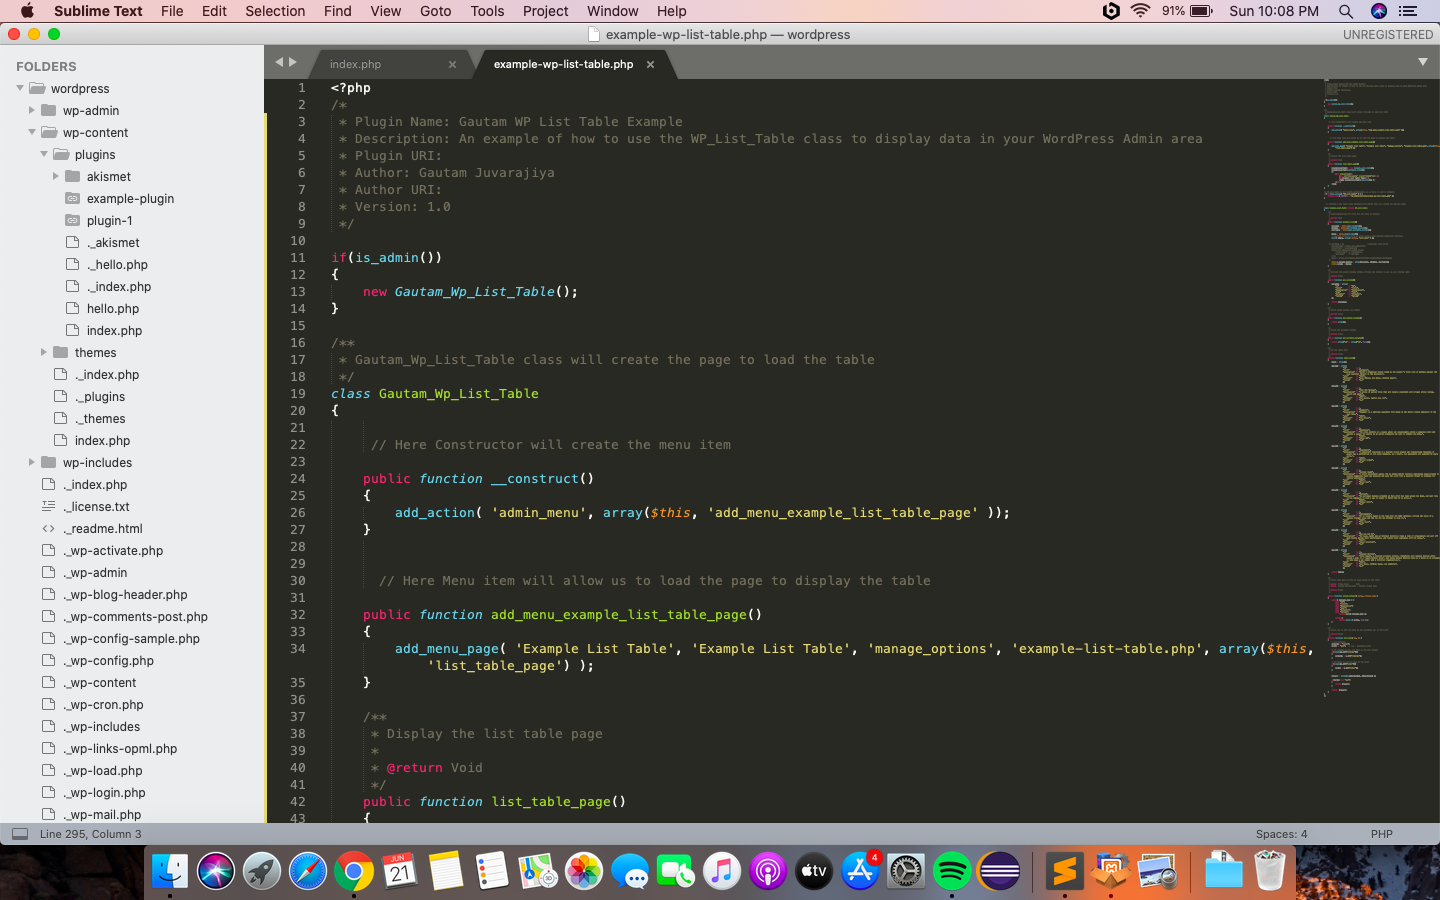 Sublime Text File Edit Selection Find View Goto Tools Project Window Help 91% Sun 10:08 PM
example-wp-list-table.php — wordpress UNREGISTERED
FOLDERS
wordpress
wp-admin
wp-content
plugins
akismet
example-plugin
plugin-1
._akismet
._hello.php
._index.php
hello.php
index.php
themes
._index.php
._plugins
._themes
index.php
wp-includes
._index.php
._license.txt
._readme.html
._wp-activate.php
._wp-admin
._wp-blog-header.php
._wp-comments-post.php
._wp-config-sample.php
._wp-config.php
._wp-content
._wp-cron.php
._wp-includes
._wp-links-opml.php
._wp-load.php
._wp-login.php
._wp-mail.php
index.php example-wp-list-table.php
1 <?php
2 /*
3 * Plugin Name: Gautam WP List Table Example
4 * Description: An example of how to use the WP_List_Table class to display data in your WordPress Admin area
5 * Plugin URI:
6 * Author: Gautam Juvarajiya
7 * Author URI:
8 * Version: 1.0
9 */
10
11 if(is_admin())
12 {
13 new Gautam_Wp_List_Table();
14 }
15
16 /**
17 * Gautam_Wp_List_Table class will create the page to load the table
18 */
19 class Gautam_Wp_List_Table
20 {
21
22 // Here Constructor will create the menu item
23
24 public function __construct()
25 {
26 add_action( 'admin_menu', array($this, 'add_menu_example_list_table_page' ));
27 }
28
29
30 // Here Menu item will allow us to load the page to display the table
31
32 public function add_menu_example_list_table_page()
33 {
34 add_menu_page( 'Example List Table', 'Example List Table', 'manage_options', 'example-list-table.php', array($this,
'list_table_page') );
35 }
36
37 /**
38 * Display the list table page
39 *
40 * @return Void
41 */
42 public function list_table_page()
43 {
Line 295, Column 3 Spaces: 4 PHP
JUN
21
tv
4